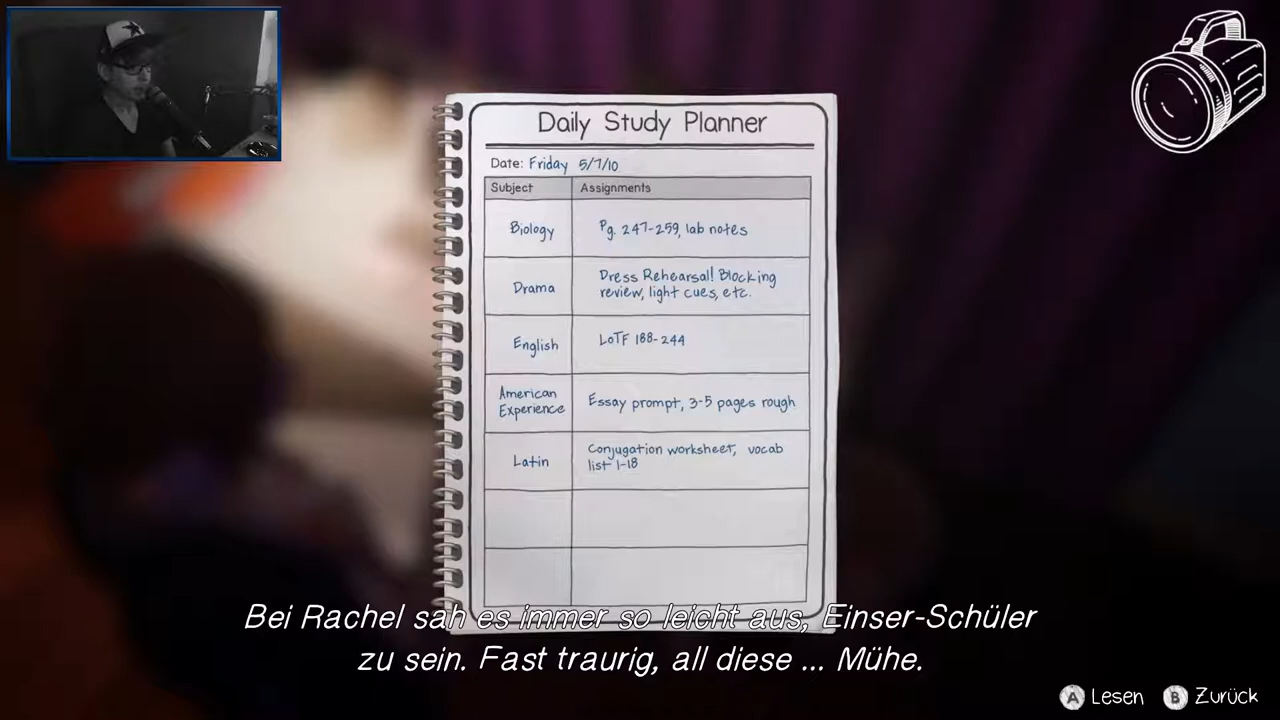 Daily Study Planner
Date: Friday 5/7/10
Subject Assignments
Biology Pg. 247-259, lab notes
Drama Dress Rehearsal! Blocking
review, light cues, etc.
English LoTF 188-244
American
Experience Essay prompt, 3-5 pages rough
Latin Conjugation worksheet, vocab
list 1-18
Bei Rachel sah es immer so leicht aus, Einser-Schüler
zu sein. Fast traurig, all diese ... Mühe.
A Lesen B Zurück